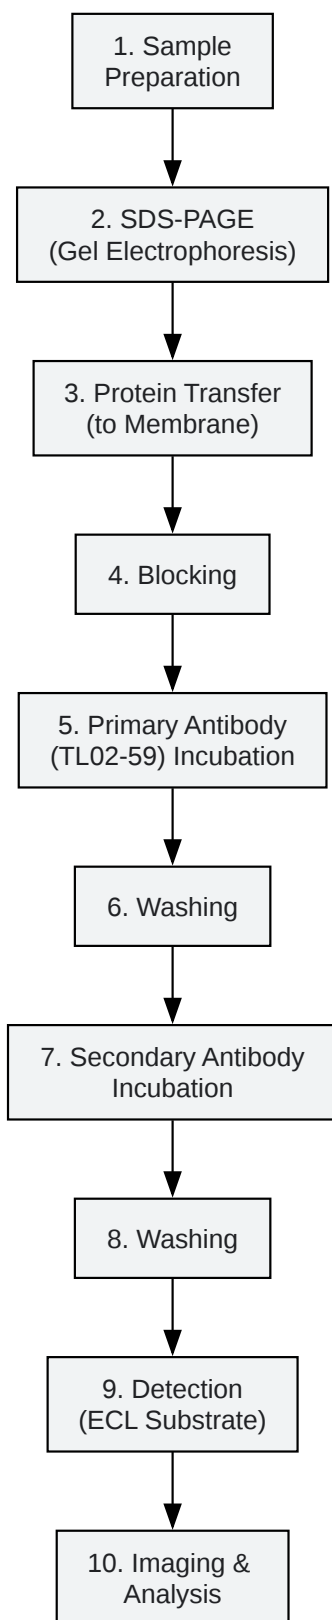 1. Sample
Preparation
2. SDS-PAGE
(Gel Electrophoresis)
3. Protein Transfer
(to Membrane)
4. Blocking
5. Primary Antibody
(TL02-59) Incubation
6. Washing
7. Secondary Antibody
Incubation
8. Washing
9. Detection
(ECL Substrate)
10. Imaging &
Analysis